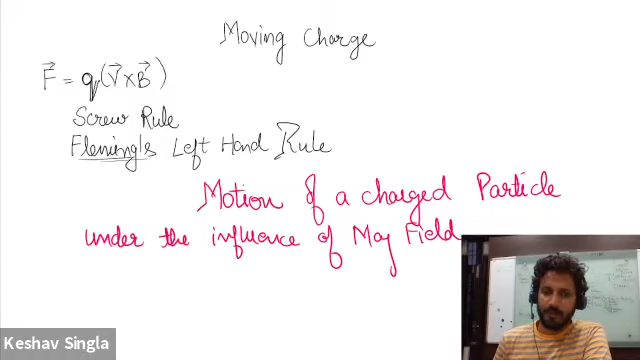 Moving Charge
F⃗ = q(V⃗ × B⃗)
Screw Rule
Fleming's Left Hand Rule
Motion of a charged Particle
under the influence of Mag Field
Keshav Singla